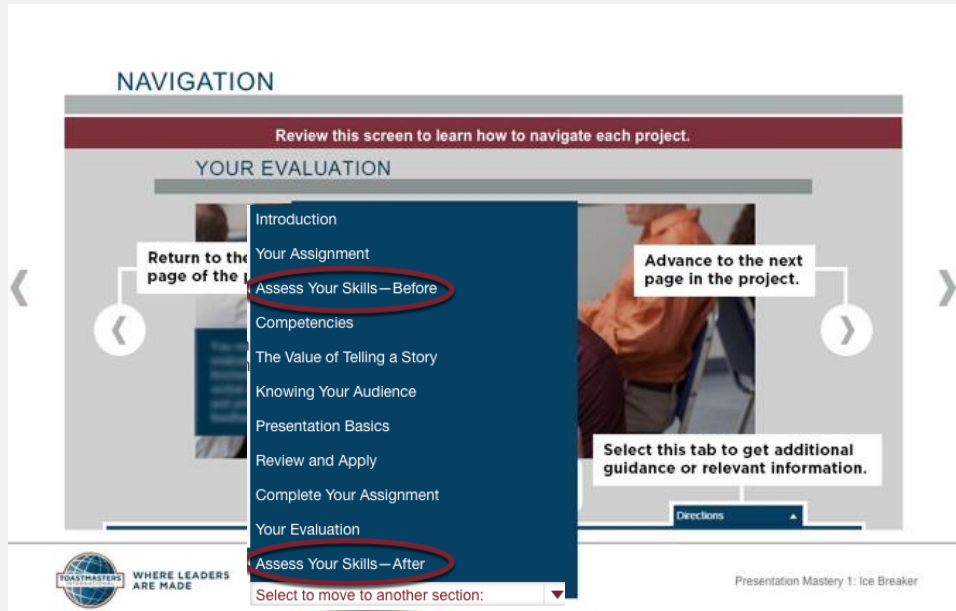 NAVIGATION
Review this screen to learn how to navigate each project.
YOUR EVALUATION
Return to the
page of the
Advance to the next
page in the project.
Introduction
Your Assignment
Assess Your Skills—Before
Competencies
The Value of Telling a Story
Knowing Your Audience
Presentation Basics
Review and Apply
Complete Your Assignment
Your Evaluation
Assess Your Skills—After
Select to move to another section:
Select this tab to get additional
guidance or relevant information.
Directions
TOASTMASTERS
INTERNATIONAL
WHERE LEADERS
ARE MADE
Presentation Mastery 1: Ice Breaker